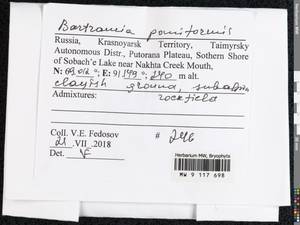 Bartramia pomiformis
Russia, Krasnoyarsk Territory, Taimyrsky
Autonomous Distr., Putorana Plateau, Sothern Shore
of Sobach'e Lake near Nakhta Creek Mouth,
N: 69, °; E: 91, °; 240 m alt.
clayish ground, subalpine
Admixtures: rockfield
Coll. V.E. Fedosov # 246
21 .VII .2018
Det. VF
Herbarium MW, Bryophyta
MW 9 117 698